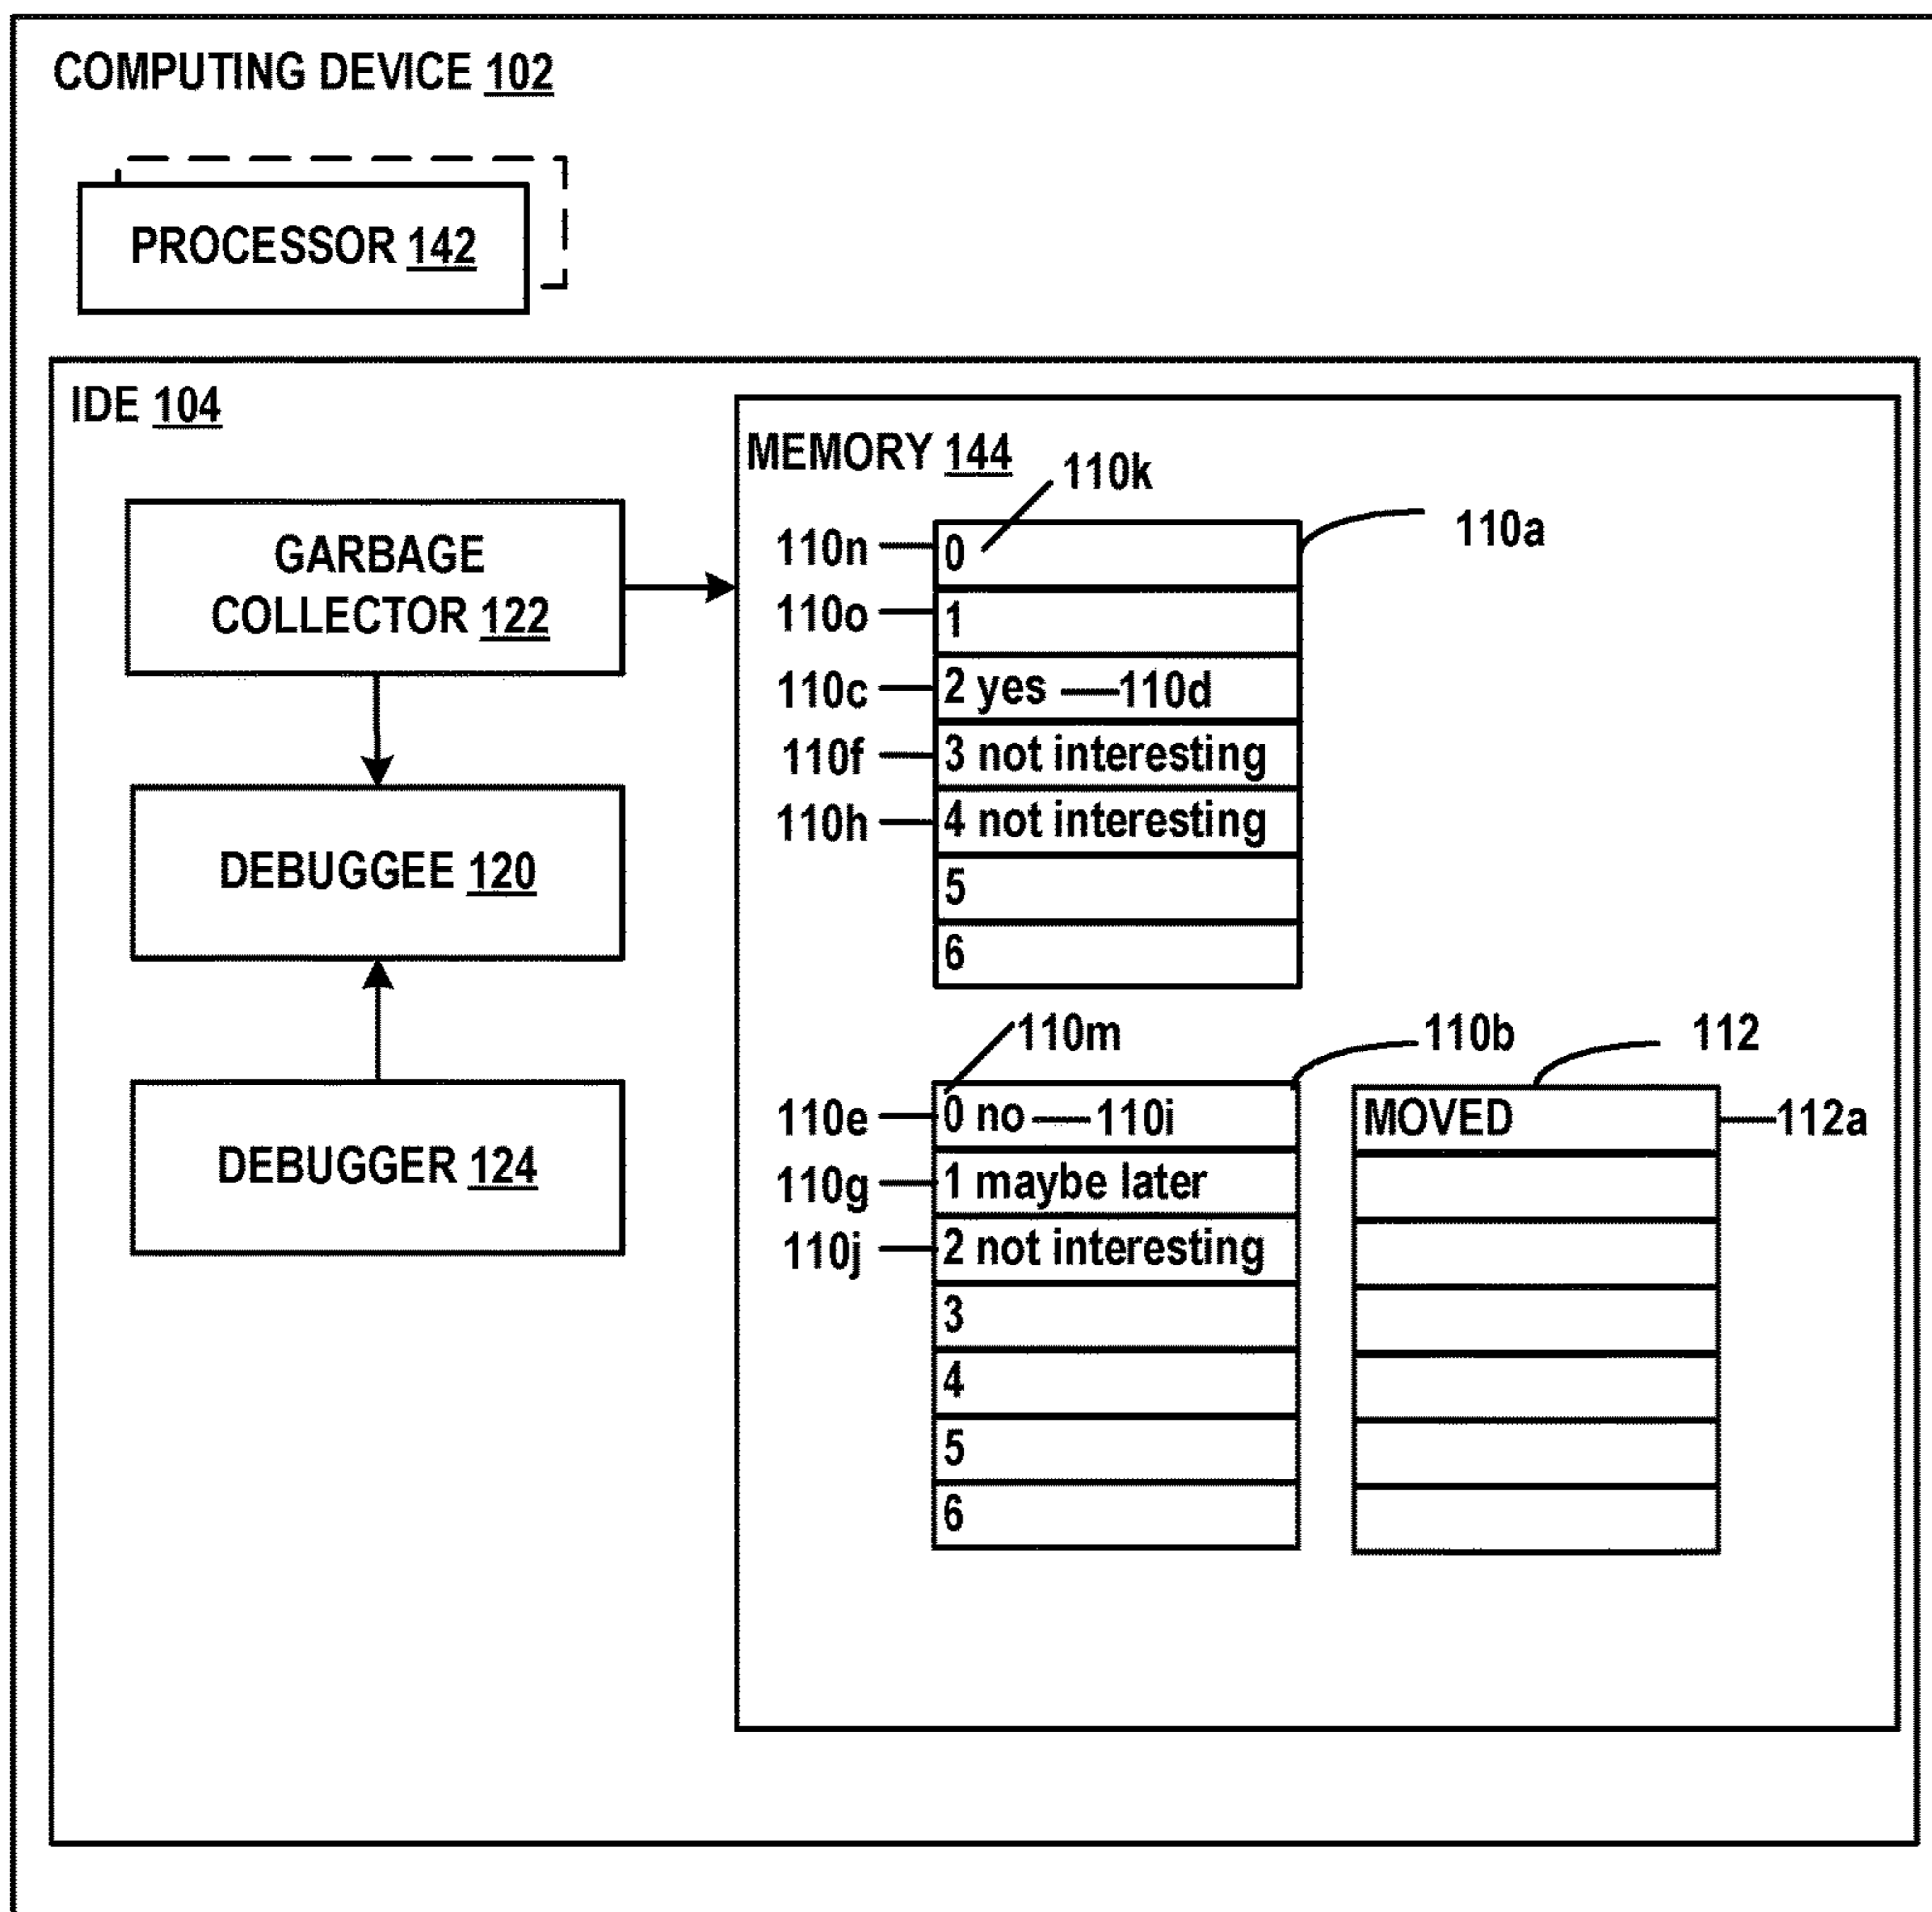 COMPUTING DEVICE 102
PROCESSOR 142
IDE 104
GARBAGE
COLLECTOR 122
DEBUGGEE 120
DEBUGGER 124
MEMORY 144
110k
110a
110n 0
110o 1
110c 2 yes 110d
110f 3 not interesting
110h 4 not interesting
5
6
110m
110b
112
110e 0 no 110i
110g 1 maybe later
110j 2 not interesting
3
4
5
6
MOVED 112a